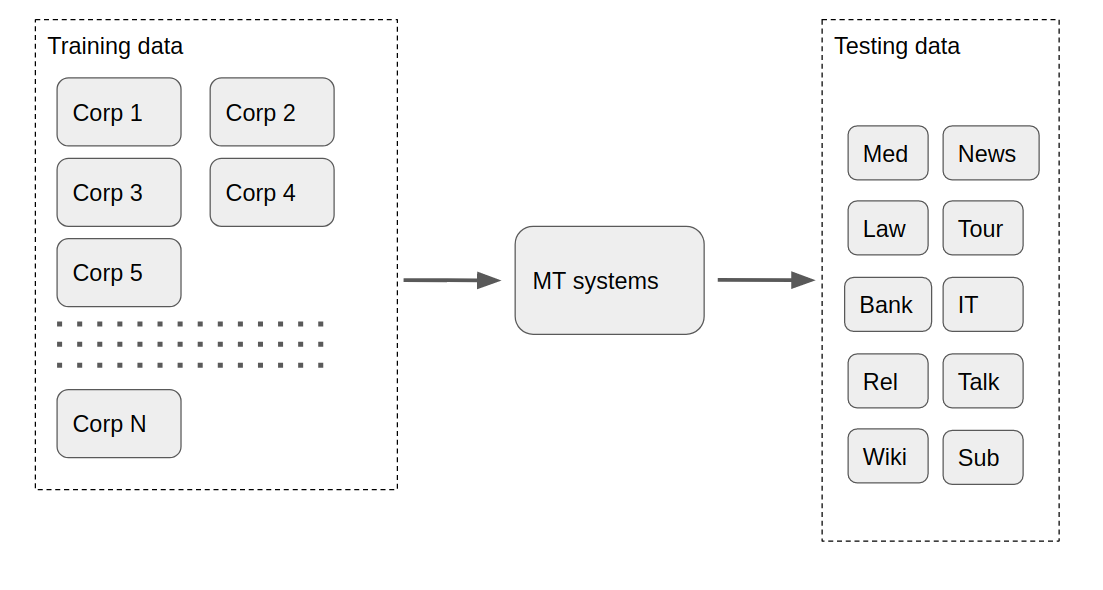 Training data
Corp 1
Corp 2
Corp 3
Corp 4
Corp 5
Corp N
MT systems
Testing data
Med
News
Law
Tour
Bank
IT
Rel
Talk
Wiki
Sub